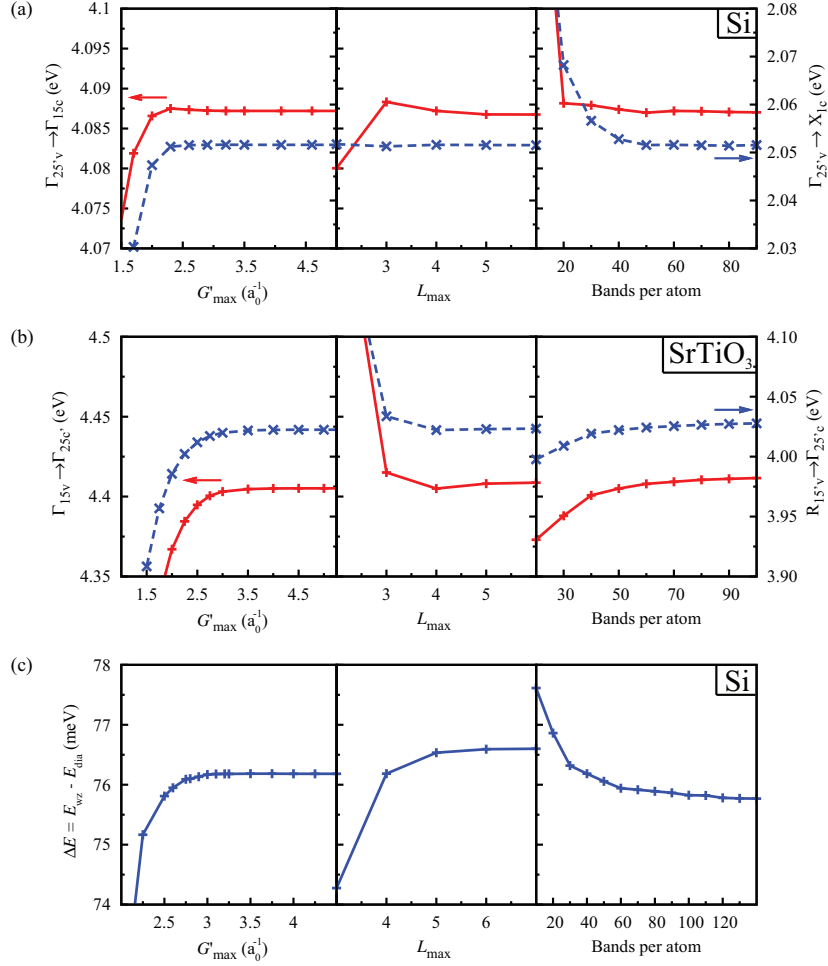 (a)
Si
4.1
4.095
4.09
4.085
4.08
4.075
4.07
Γ25'v→Γ15c (eV)
2.08
2.07
2.06
2.05
2.04
2.03
Γ25'v→X1c (eV)
1.5 2.5 3.5 4.5
3 4 5
20 40 60 80
G'max (a0^-1)
Lmax
Bands per atom
(b)
SrTiO3
4.5
4.45
4.4
4.35
Γ15v→Γ25c' (eV)
4.10
4.05
4.00
3.95
3.90
R15'v→Γ25'c (eV)
1.5 2.5 3.5 4.5
3 4 5
30 50 70 90
G'max (a0^-1)
Lmax
Bands per atom
(c)
Si
78
77
76
75
74
ΔE = Ewz - Edia (meV)
2.5 3 3.5 4
4 5 6
20 40 60 80 100 120
G'max (a0^-1)
Lmax
Bands per atom